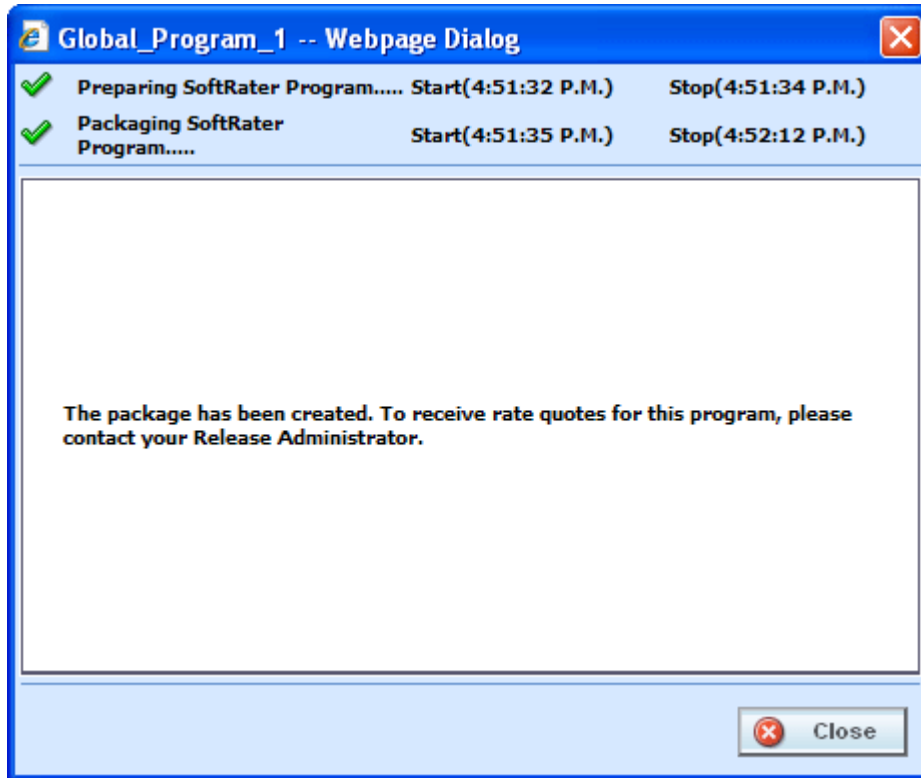 Global_Program_1 -- Webpage Dialog
Preparing SoftRater Program..... Start(4:51:32 P.M.) Stop(4:51:34 P.M.)
Packaging SoftRater
Program..... Start(4:51:35 P.M.) Stop(4:52:12 P.M.)
The package has been created. To receive rate quotes for this program, please
contact your Release Administrator.
Close